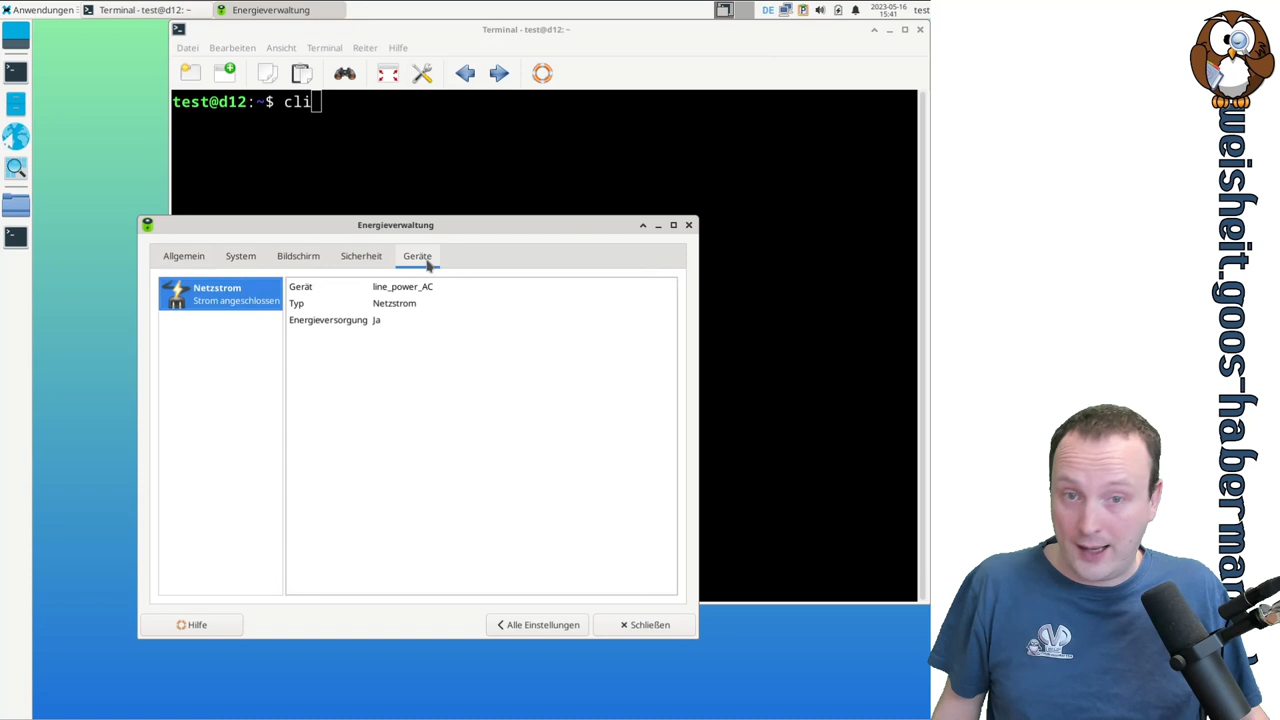 Anwendungen
Terminal - test@d12: ~
Energieverwaltung
DE
2023-05-16
15:41
test
Terminal - test@d12: ~
Datei Bearbeiten Ansicht Terminal Reiter Hilfe
test@d12:~$ cli
Energieverwaltung
Allgemein System Bildschirm Sicherheit Geräte
Netzstrom
Strom angeschlossen
Gerät line_power_AC
Typ Netzstrom
Energieversorgung Ja
Hilfe
Alle Einstellungen
Schließen
weisheit.goos-haberman